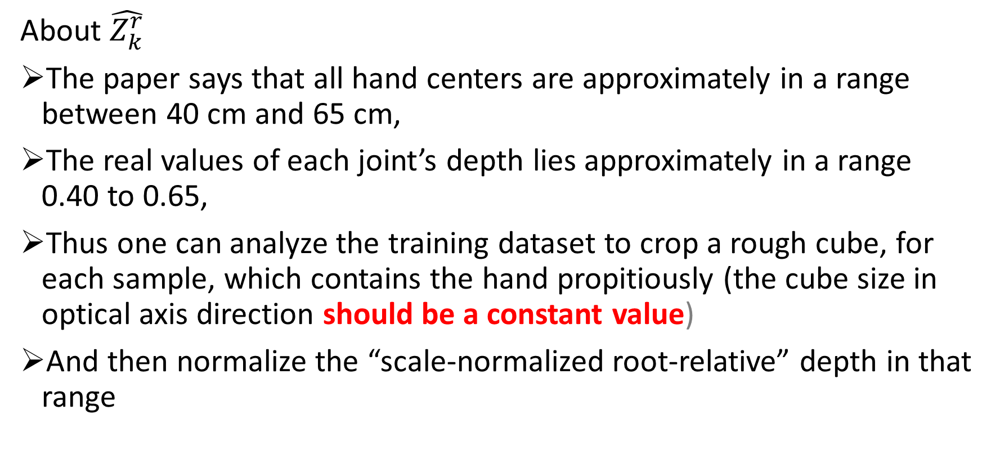 About $\widehat{Z_k^r}$
➢The paper says that all hand centers are approximately in a range
between 40 cm and 65 cm,
➢The real values of each joint’s depth lies approximately in a range
0.40 to 0.65,
➢Thus one can analyze the training dataset to crop a rough cube, for
each sample, which contains the hand propitiously (the cube size in
optical axis direction should be a constant value)
➢And then normalize the “scale-normalized root-relative” depth in that
range